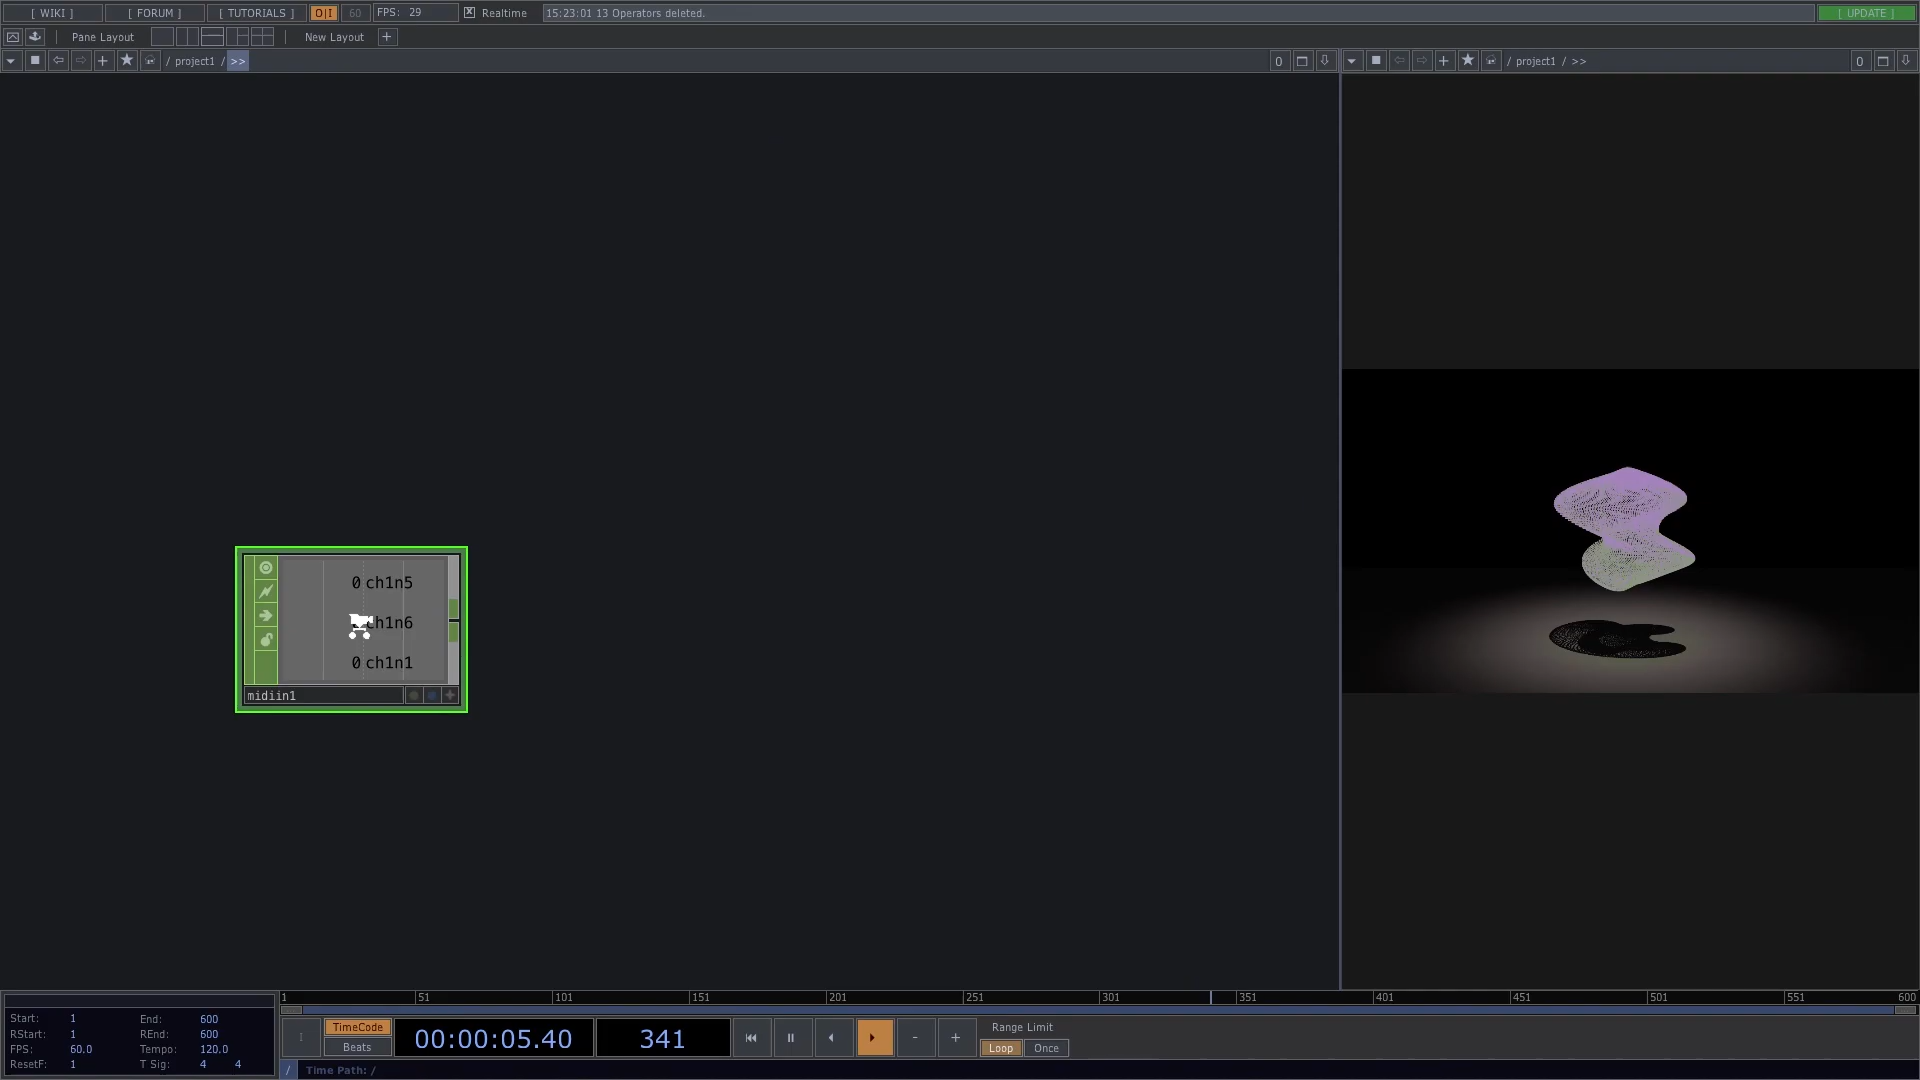 [ WIKI ] [ FORUM ] [ TUTORIALS ] O|I 60 FPS: 29 Realtime 15:23:01 13 Operators deleted. [ UPDATE ]
Pane Layout New Layout +
/ project1 / >> 0 / project1 / >> 0
0 ch1n5
ch1n6
0 ch1n1
midiin1
1 51 101 151 201 251 301 351 401 451 501 551 600
Start: 1 End: 600
RStart: 1 REnd: 600
FPS: 60.0 Tempo: 120.0
ResetF: 1 T Sig: 4 4
TimeCode
Beats
00:00:05.40 341 - +
Range Limit
Loop Once
/ Time Path: /